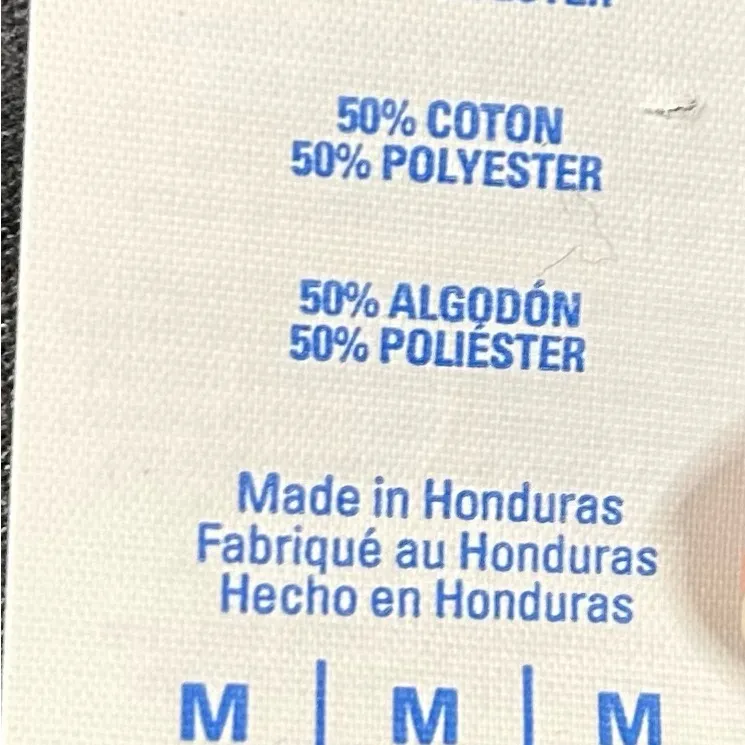 50% COTON
50% POLYESTER
50% ALGODÓN
50% POLIÉSTER
Made in Honduras
Fabriqué au Honduras
Hecho en Honduras
M | M | M